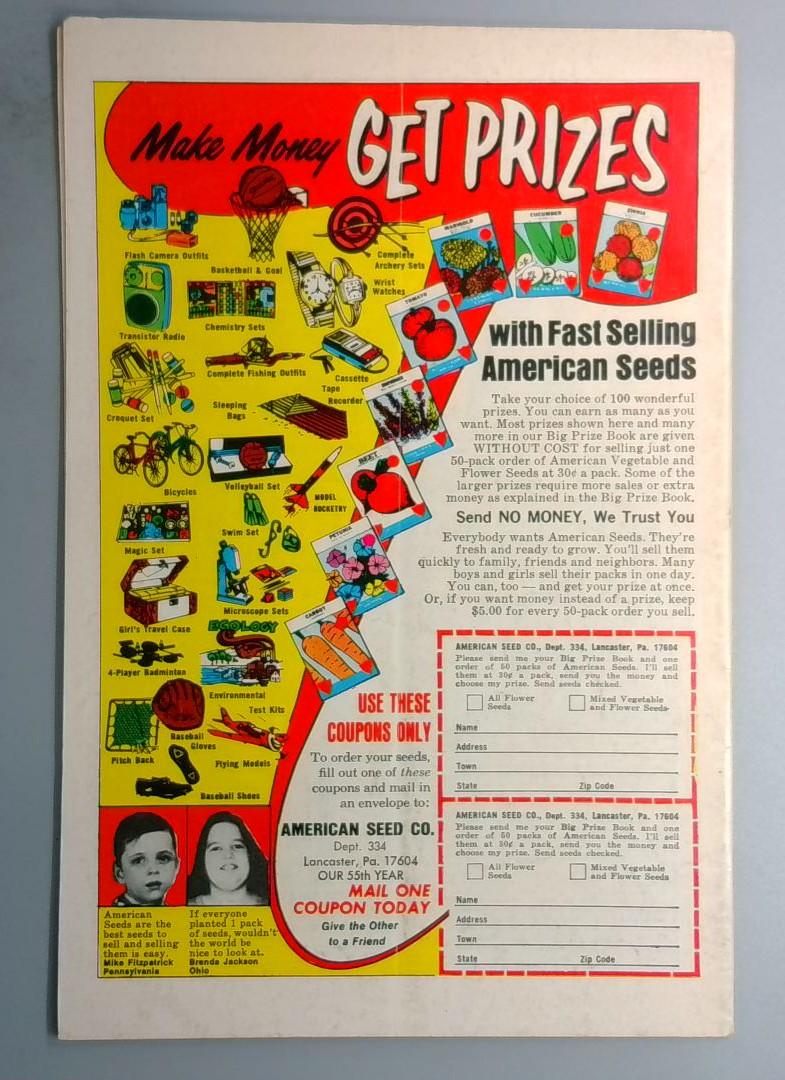 Make Money GET PRIZES
Flash Camera Outfits
Basketball & Goal
Complete
Archery Sets
Transistor Radio
Chemistry Sets
Wrist
Watches
Croquet Set
Complete Fishing Outfits
Cassette
Tape
Recorder
Sleeping
Bags
Bicycles
Volleyball Set
MODEL
ROCKETRY
Magic Set
Swim Set
Girl's Travel Case
Microscope Sets
4-Player Badminton
ECOLOGY
Environmental
Test Kits
Pitch Back
Baseball
Gloves
Flying Models
Baseball Shoes
MARIGOLD
CUCUMBER
ZINNIA
TOMATO
BEET
PETUNIA
CARROT
with Fast Selling
American Seeds
Take your choice of 100 wonderful
prizes. You can earn as many as you
want. Most prizes shown here and many
more in our Big Prize Book are given
WITHOUT COST for selling just one
50-pack order of American Vegetable and
Flower Seeds at 30¢ a pack. Some of the
larger prizes require more sales or extra
money as explained in the Big Prize Book.
Send NO MONEY, We Trust You
Everybody wants American Seeds. They're
fresh and ready to grow. You'll sell them
quickly to family, friends and neighbors. Many
boys and girls sell their packs in one day.
You can, too — and get your prize at once.
Or, if you want money instead of a prize, keep
$5.00 for every 50-pack order you sell.
USE THESE
COUPONS ONLY
To order your seeds,
fill out one of these
coupons and mail in
an envelope to:
AMERICAN SEED CO.
Dept. 334
Lancaster, Pa. 17604
OUR 55th YEAR
MAIL ONE
COUPON TODAY
Give the Other
to a Friend
American
Seeds are the
best seeds to
sell and selling
them is easy.
Mike Fitzpatrick
Pennsylvania
If everyone
planted 1 pack
of seeds, wouldn't
the world be
nice to look at.
Brenda Jackson
Ohio
AMERICAN SEED CO., Dept. 334, Lancaster, Pa. 17604
Please send me your Big Prize Book and one
order of 50 packs of American Seeds. I'll sell
them at 30¢ a pack, send you the money and
choose my prize. Send seeds checked.
All Flower
Seeds
Mixed Vegetable
and Flower Seeds
Name
Address
Town
State Zip Code
AMERICAN SEED CO., Dept. 334, Lancaster, Pa. 17604
Please send me your Big Prize Book and one
order of 50 packs of American Seeds. I'll sell
them at 30¢ a pack, send you the money and
choose my prize. Send seeds checked.
All Flower
Seeds
Mixed Vegetable
and Flower Seeds
Name
Address
Town
State Zip Code